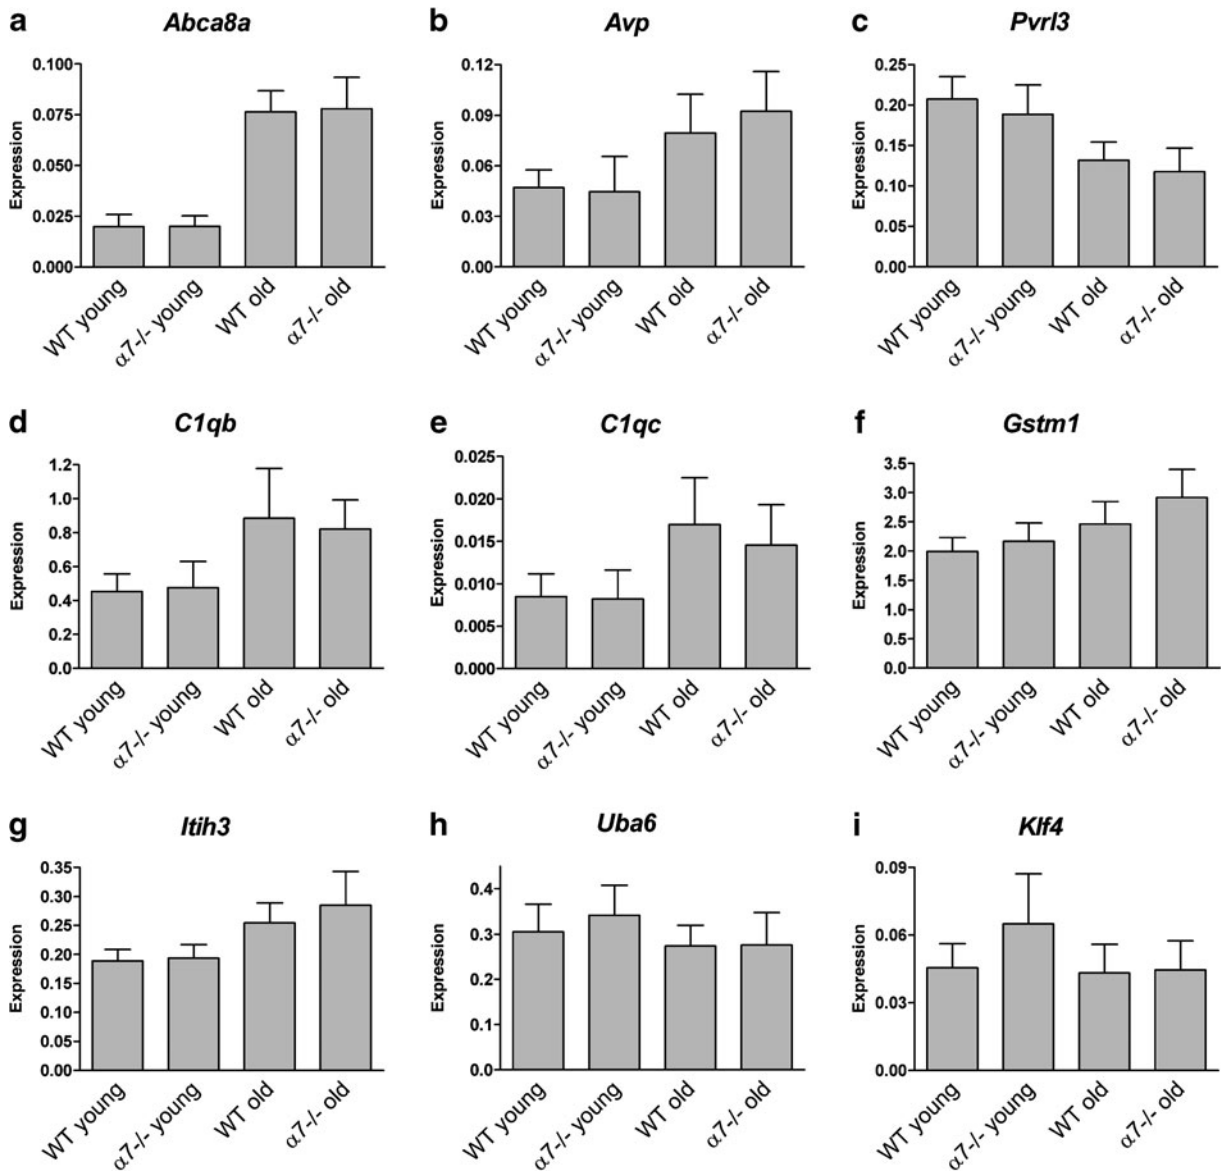 a Abca8a
Expression
0.100
0.075
0.050
0.025
0.000
WT young
α7-/- young
WT old
α7-/- old
b Avp
Expression
0.12
0.09
0.06
0.03
0.00
WT young
α7-/- young
WT old
α7-/- old
c Pvrl3
Expression
0.25
0.20
0.15
0.10
0.05
0.00
WT young
α7-/- young
WT old
α7-/- old
d C1qb
Expression
1.2
1.0
0.8
0.6
0.4
0.2
0.0
WT young
α7-/- young
WT old
α7-/- old
e C1qc
Expression
0.025
0.020
0.015
0.010
0.005
0.000
WT young
α7-/- young
WT old
α7-/- old
f Gstm1
Expression
3.5
3.0
2.5
2.0
1.5
1.0
0.5
0.0
WT young
α7-/- young
WT old
α7-/- old
g Itih3
Expression
0.35
0.30
0.25
0.20
0.15
0.10
0.05
0.00
WT young
α7-/- young
WT old
α7-/- old
h Uba6
Expression
0.4
0.3
0.2
0.1
0.0
WT young
α7-/- young
WT old
α7-/- old
i Klf4
Expression
0.09
0.06
0.03
0.00
WT young
α7-/- young
WT old
α7-/- old